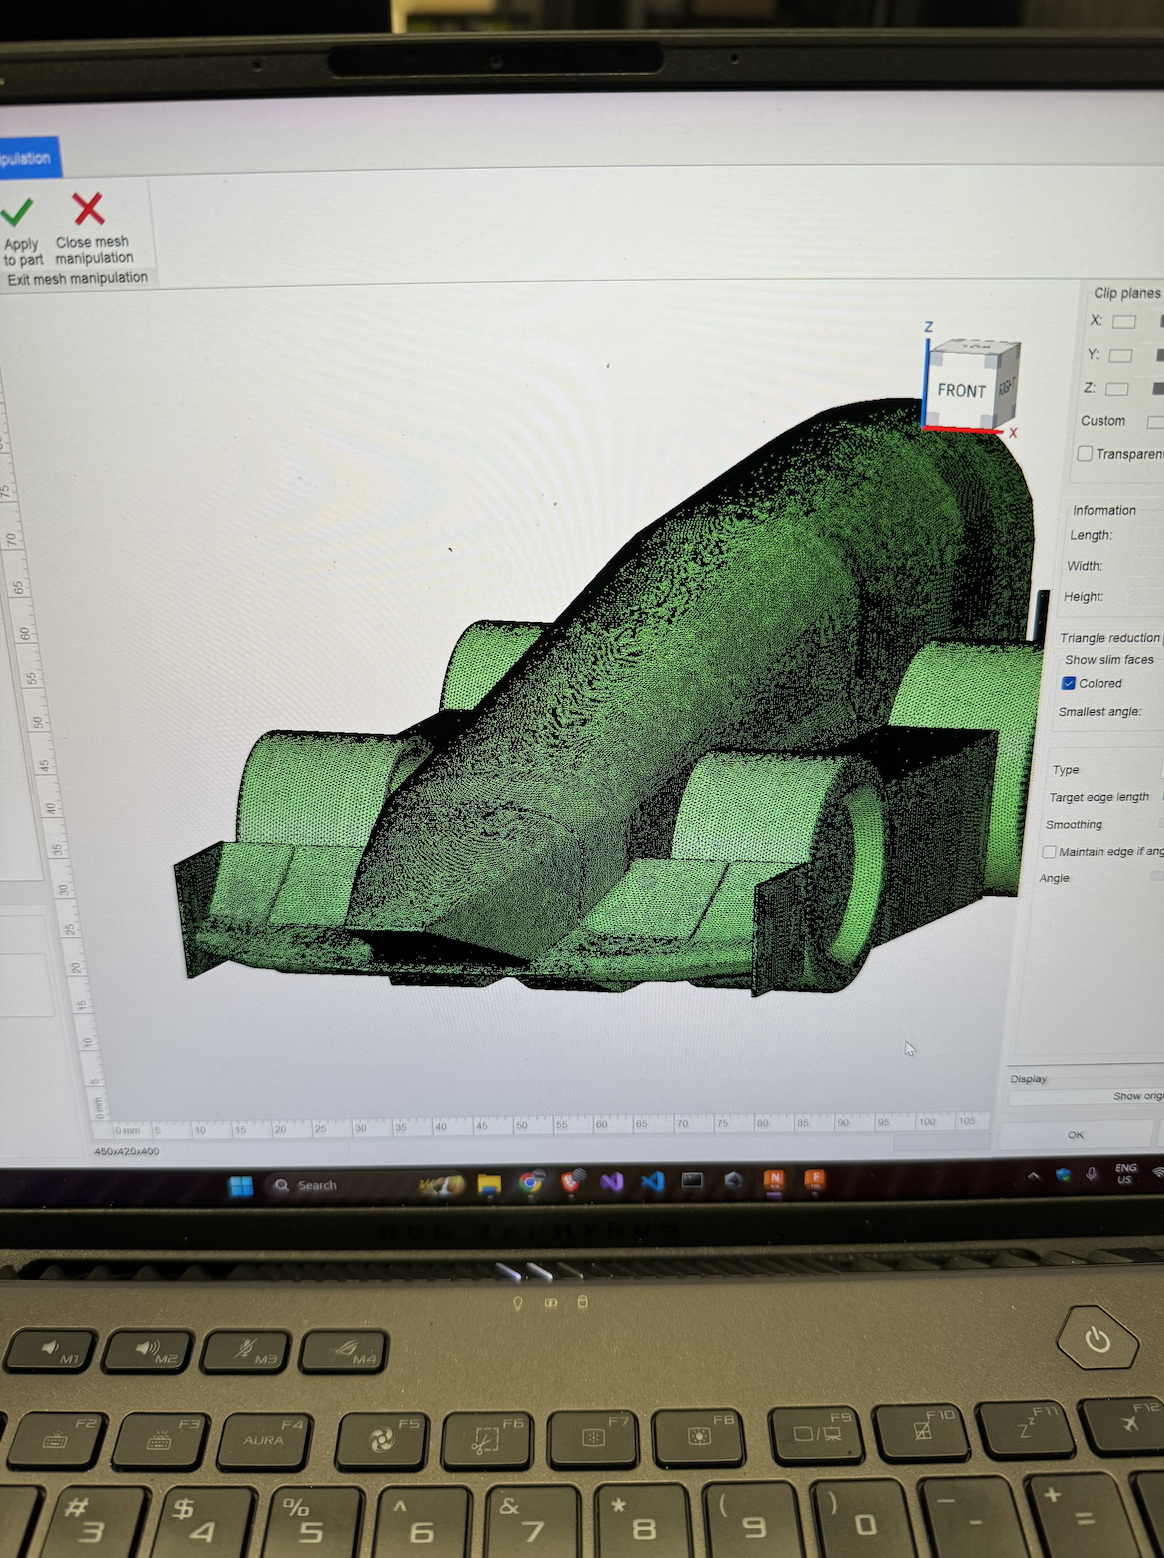 pulation
Apply
to part
Close mesh
manipulation
Exit mesh manipulation
Clip planes
X:
Y:
Z:
Custom
Transparen
Information
Length:
Width:
Height:
Triangle reduction
Show slim faces
Colored
Smallest angle:
Type
Target edge length
Smoothing
Maintain edge if ang
Angle
Display
Show orig
OK
Z
FRONT
RIGHT
X
75
70
65
60
55
50
45
40
35
30
25
20
15
10
5
0 mm
0 mm 5 10 15 20 25 30 35 40 45 50 55 60 65 70 75 80 85 90 95 100 105
450x420x400
Search
ENG
US
ROG ZEPHYRUS
M1 M2 M3 M4
F2 F3 F4 F5 F6 F7 F8 F9 F10 F11 F12
AURA
Zz
# $ % ^ & * ( ) _ +
3 4 5 6 7 8 9 0 - =